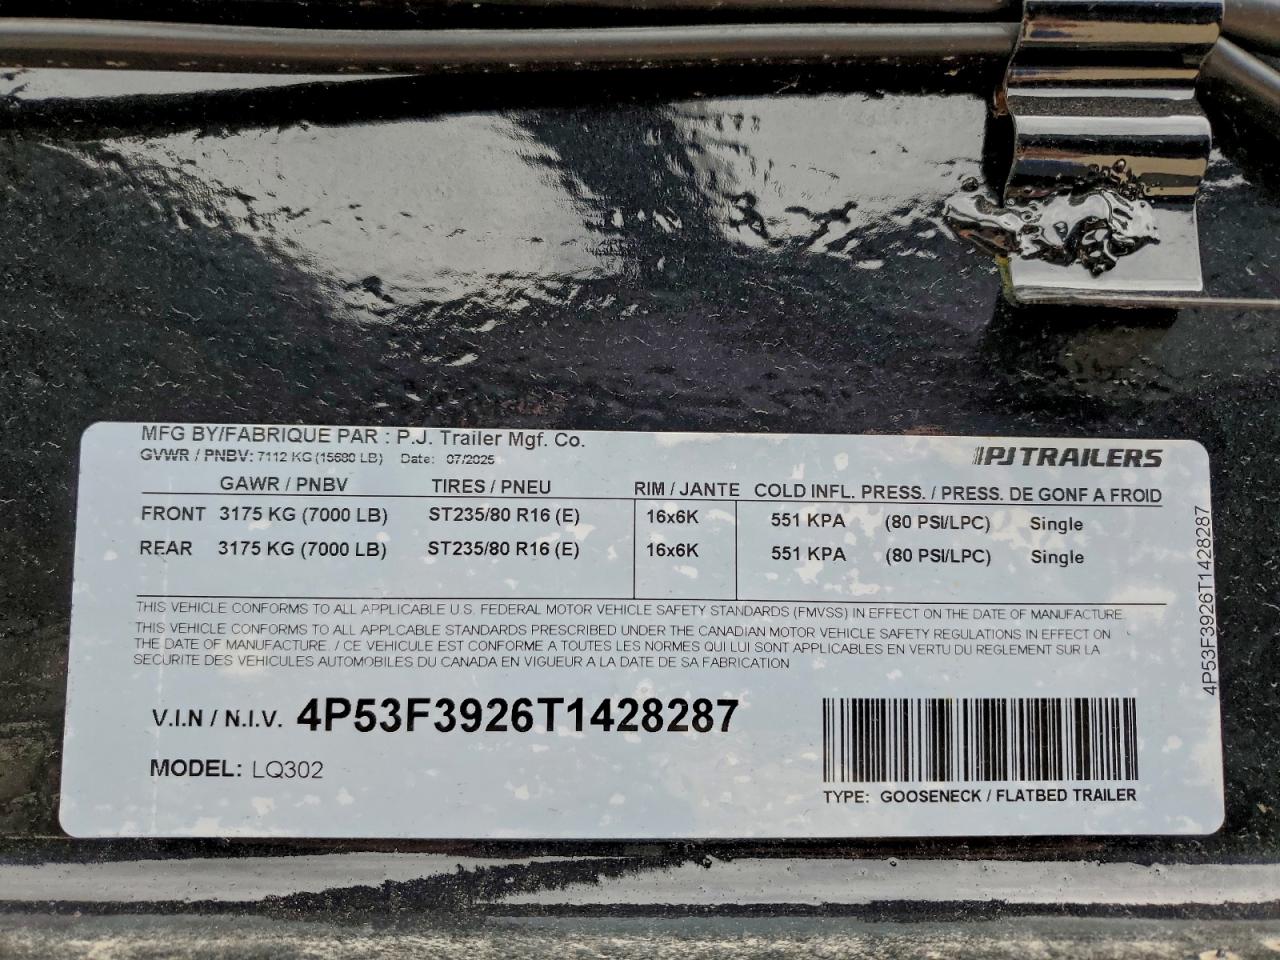 MFG BY/FABRIQUE PAR : P.J. Trailer Mgf. Co.
GVWR / PNBV: 7112 KG (15680 LB) Date: 07/2025
PJ TRAILERS
GAWR / PNBV TIRES / PNEU RIM / JANTE COLD INFL. PRESS. / PRESS. DE GONF A FROID
FRONT 3175 KG (7000 LB) ST235/80 R16 (E) 16x6K 551 KPA (80 PSI/LPC) Single
REAR 3175 KG (7000 LB) ST235/80 R16 (E) 16x6K 551 KPA (80 PSI/LPC) Single
THIS VEHICLE CONFORMS TO ALL APPLICABLE U.S. FEDERAL MOTOR VEHICLE SAFETY STANDARDS (FMVSS) IN EFFECT ON THE DATE OF MANUFACTURE.
THIS VEHICLE CONFORMS TO ALL APPLCABLE STANDARDS PRESCRIBED UNDER THE CANADIAN MOTOR VEHICLE SAFETY REGULATIONS IN EFFECT ON
THE DATE OF MANUFACTURE. / CE VEHICULE EST CONFORME A TOUTES LES NORMES QUI LUI SONT APPLICABLES EN VERTU DU REGLEMENT SUR LA
SECURITE DES VEHICULES AUTOMOBILES DU CANADA EN VIGUEUR A LA DATE DE SA FABRICATION
V.I.N / N.I.V. 4P53F3926T1428287
MODEL: LQ302
TYPE: GOOSENECK / FLATBED TRAILER
4P53F3926T1428287